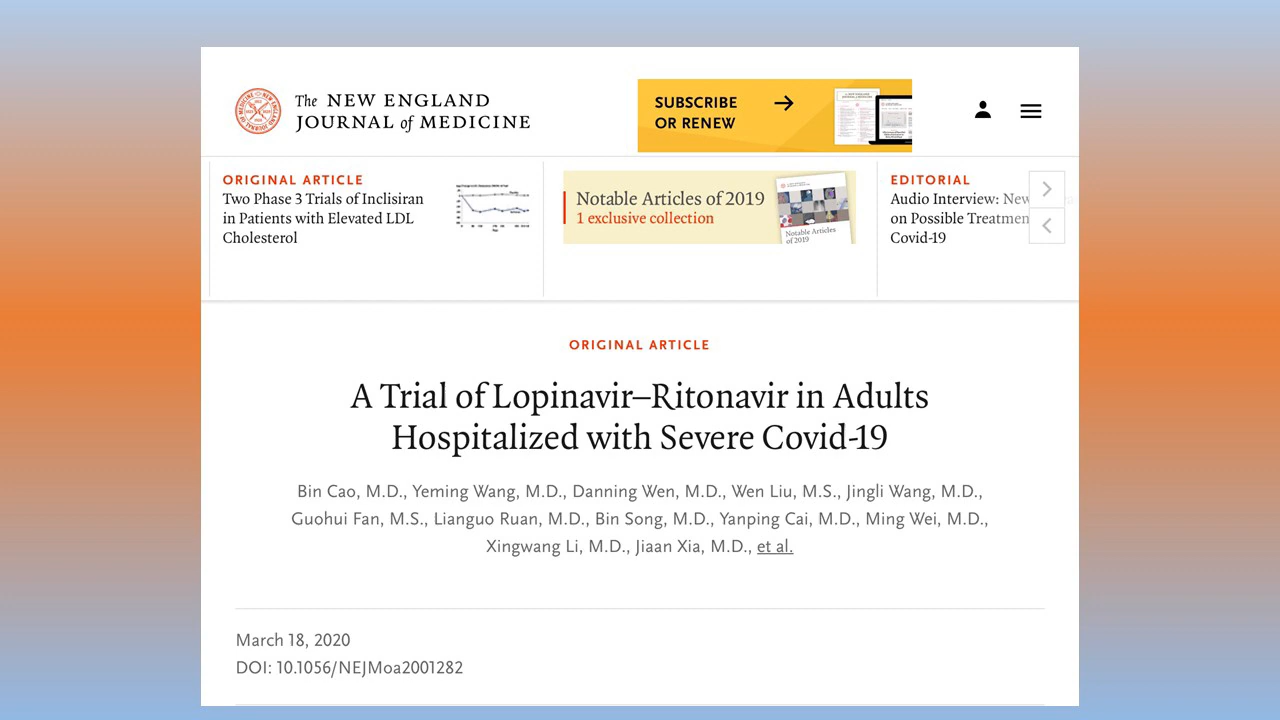 The NEW ENGLAND
JOURNAL of MEDICINE
SUBSCRIBE
OR RENEW
ORIGINAL ARTICLE
Two Phase 3 Trials of Inclisiran
in Patients with Elevated LDL
Cholesterol
Notable Articles of 2019
1 exclusive collection
Notable Articles
of 2019
EDITORIAL
Audio Interview: New
on Possible Treatmen
Covid-19
ORIGINAL ARTICLE
A Trial of Lopinavir–Ritonavir in Adults
Hospitalized with Severe Covid-19
Bin Cao, M.D., Yeming Wang, M.D., Danning Wen, M.D., Wen Liu, M.S., Jingli Wang, M.D.,
Guohui Fan, M.S., Lianguo Ruan, M.D., Bin Song, M.D., Yanping Cai, M.D., Ming Wei, M.D.,
Xingwang Li, M.D., Jiaan Xia, M.D., et al.
March 18, 2020
DOI: 10.1056/NEJMoa2001282